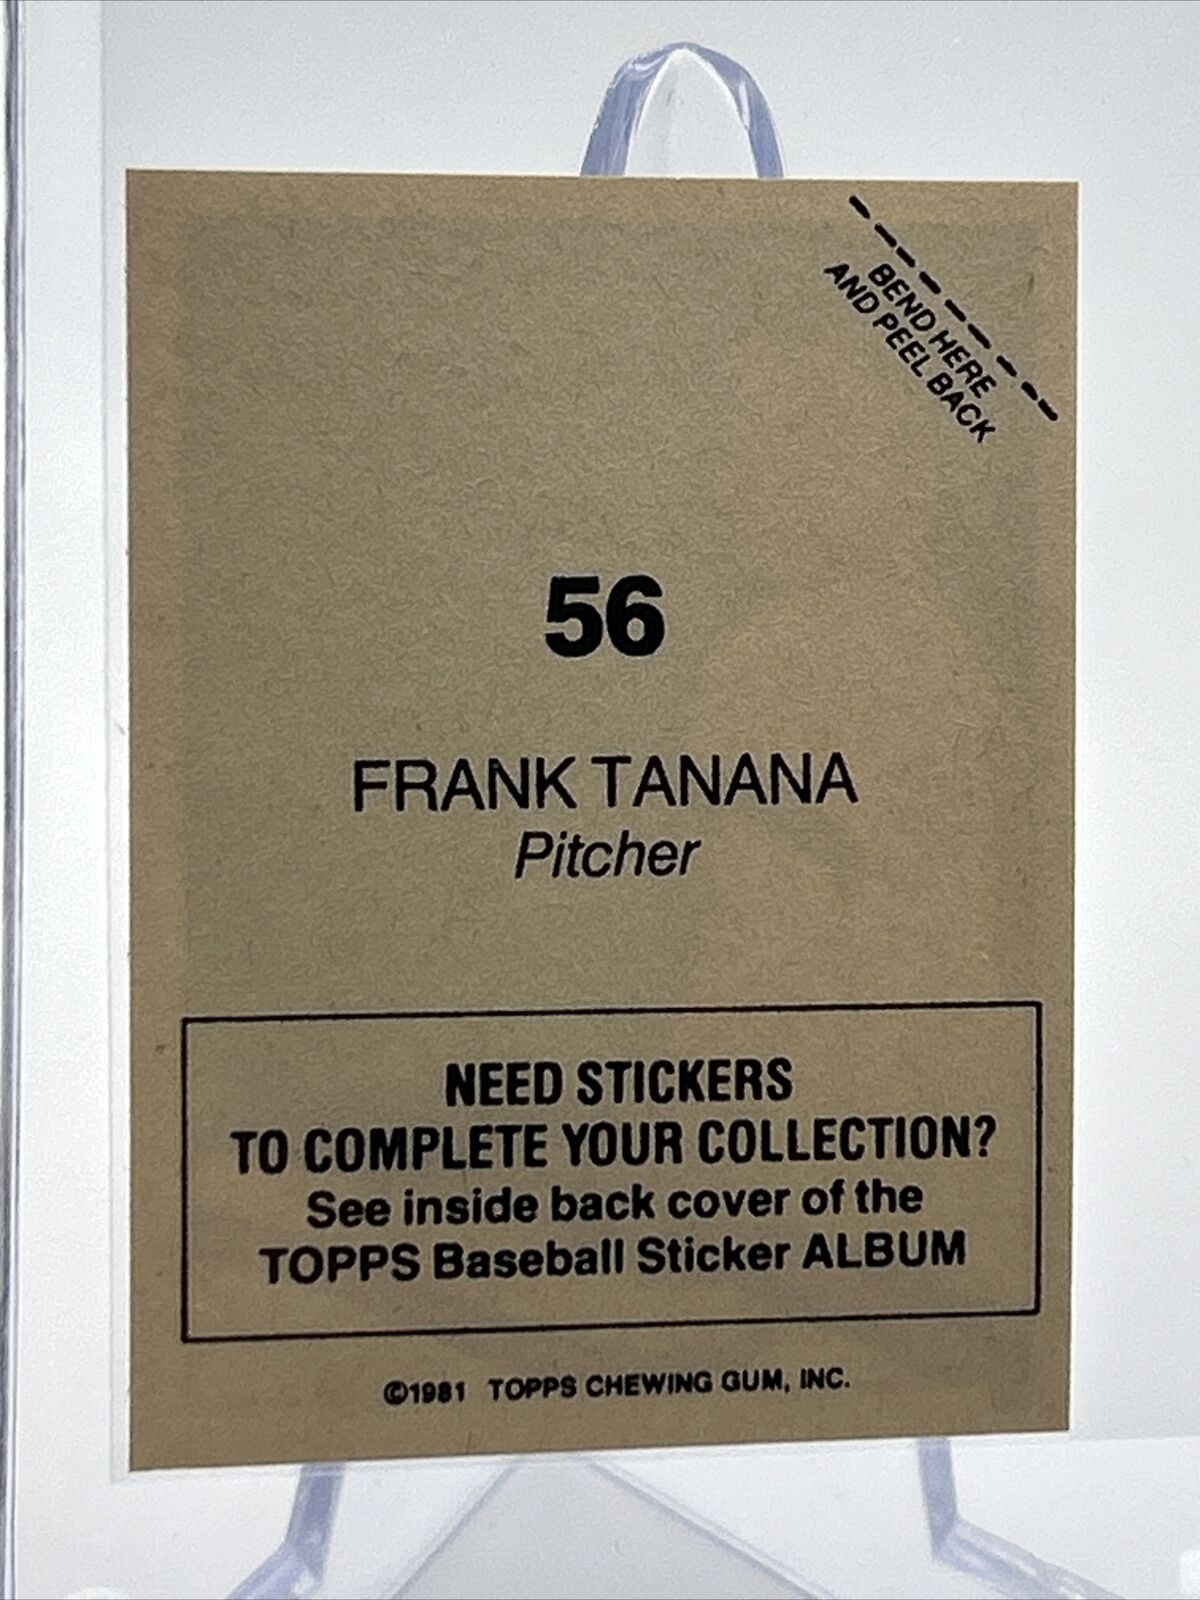 BEND HERE
AND PEEL BACK
56
FRANK TANANA
Pitcher
NEED STICKERS
TO COMPLETE YOUR COLLECTION?
See inside back cover of the
TOPPS Baseball Sticker ALBUM
©1981 TOPPS CHEWING GUM, INC.